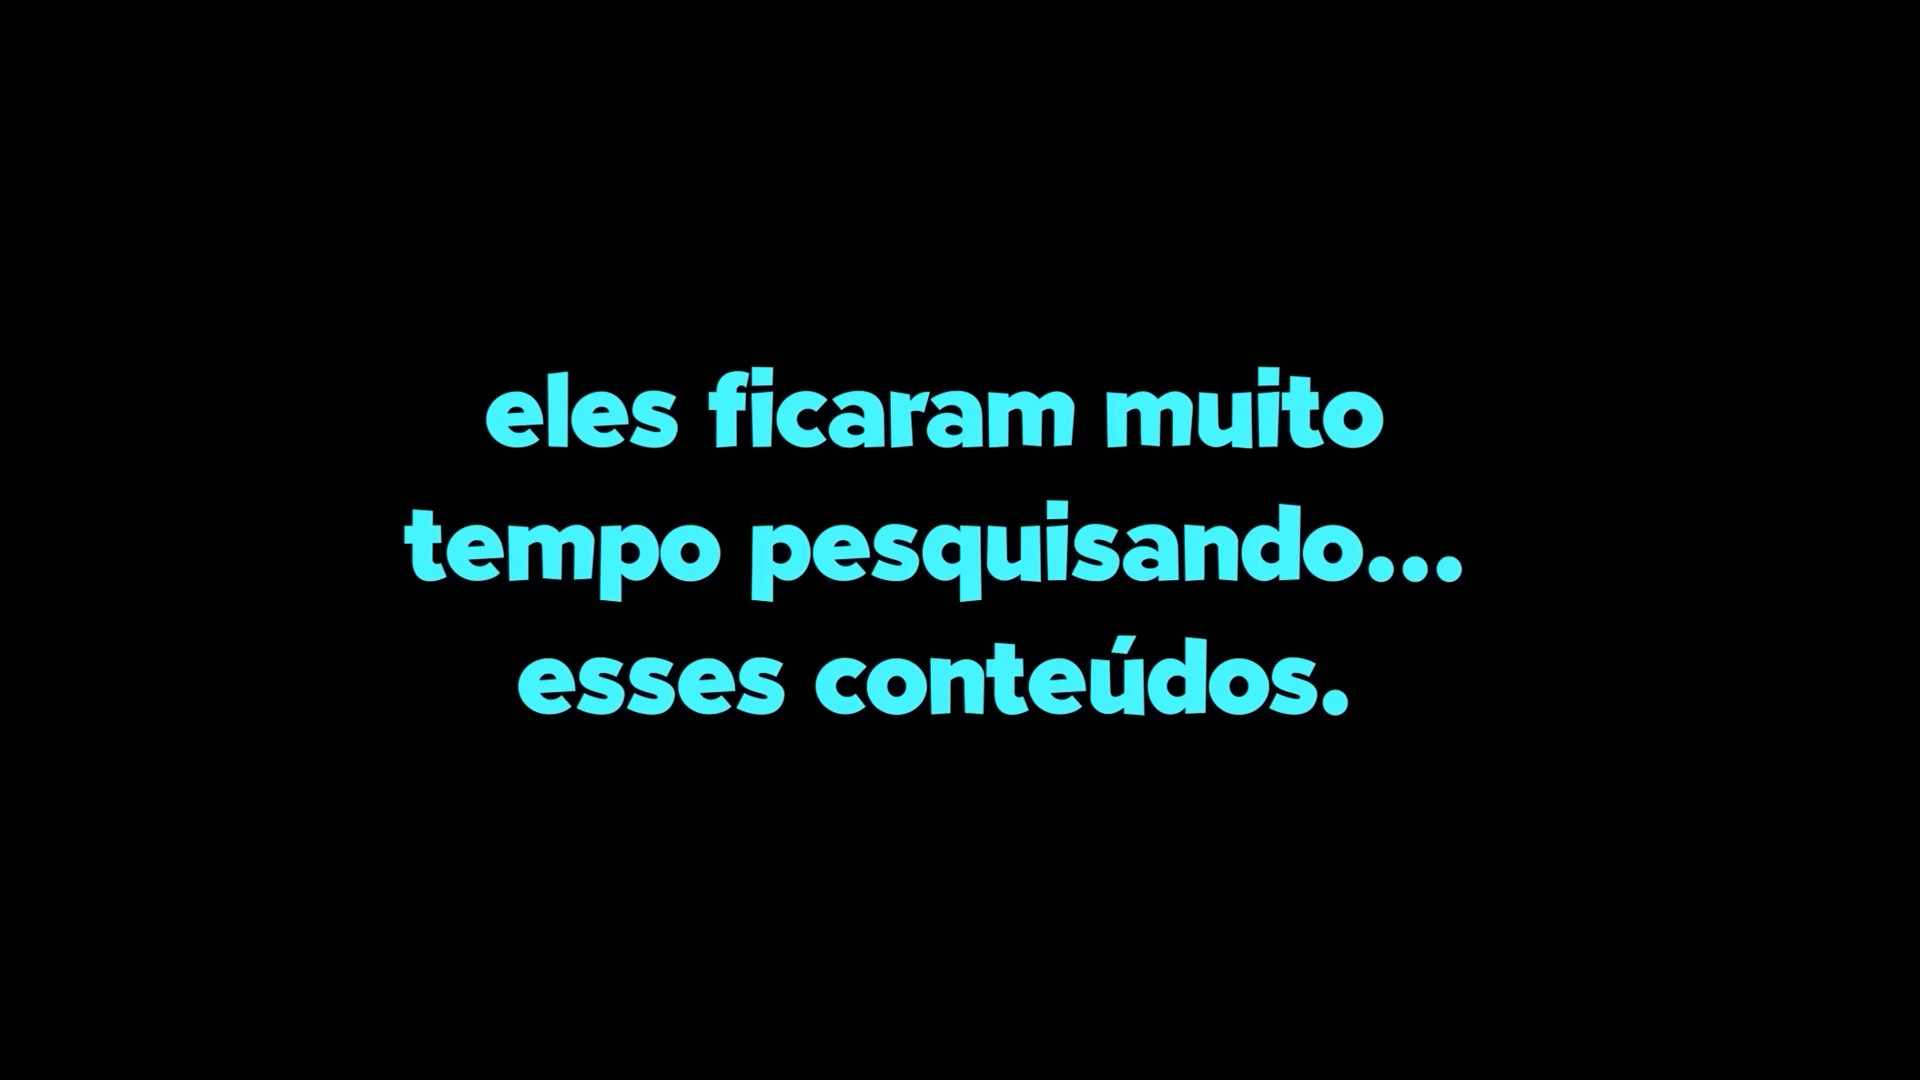 eles ficaram muito
tempo pesquisando...
esses conteúdos.